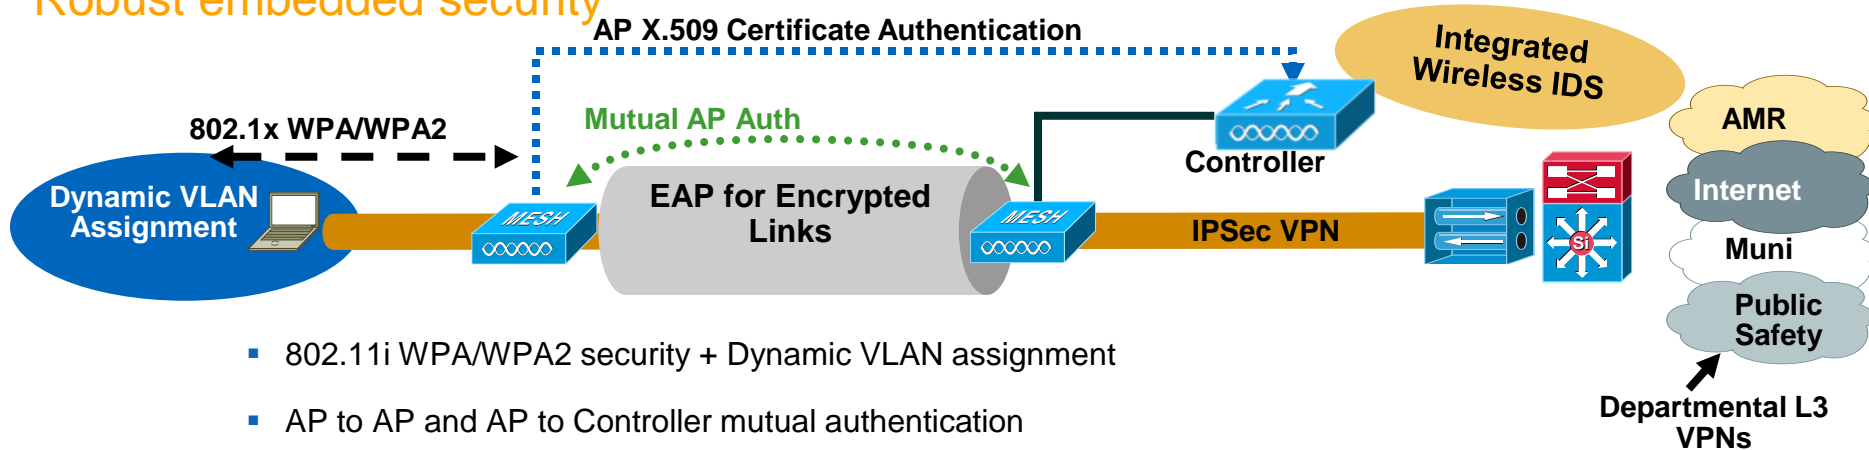 Robust embedded security
AP X.509 Certificate Authentication
Integrated
Wireless IDS
802.1x WPA/WPA2
Mutual AP Auth
AMR
Controller
Dynamic VLAN
Assignment
MESH
EAP for Encrypted
Links
MESH
IPSec VPN
Si
Internet
Muni
Public
Safety
▪ 802.11i WPA/WPA2 security + Dynamic VLAN assignment
▪ AP to AP and AP to Controller mutual authentication
Departmental L3
VPNs